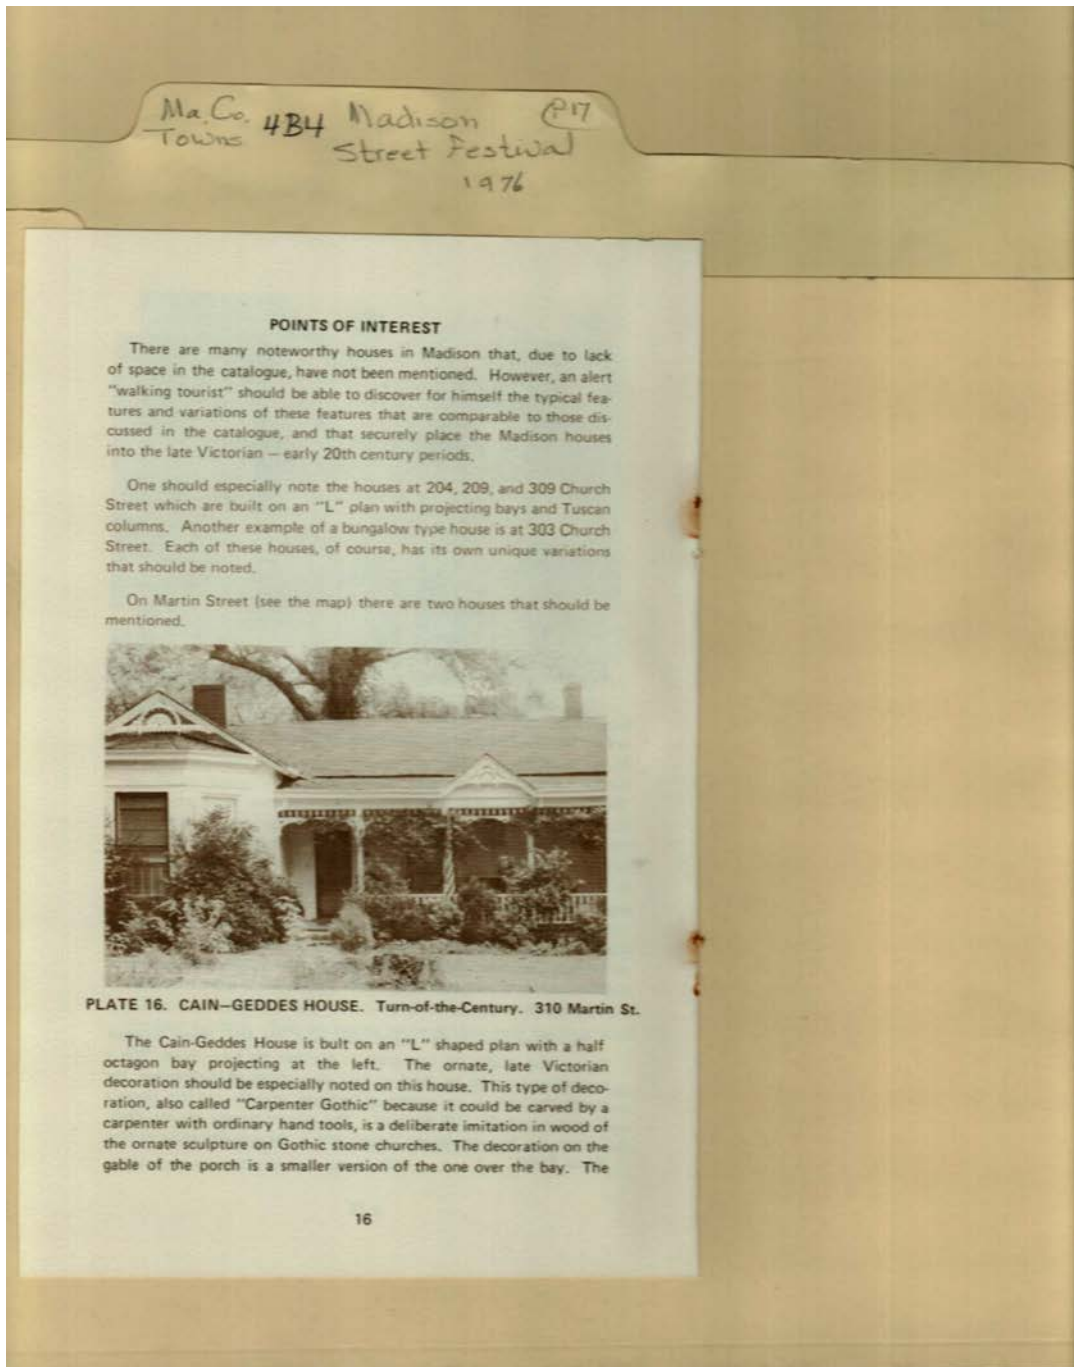 Ma. Co. 4B4 Madison P17
Towns Street Festival
1976
POINTS OF INTEREST
There are many noteworthy houses in Madison that, due to lack
of space in the catalogue, have not been mentioned. However, an alert
"walking tourist" should be able to discover for himself the typical fea-
tures and variations of these features that are comparable to those dis-
cussed in the catalogue, and that securely place the Madison houses
into the late Victorian — early 20th century periods.
One should especially note the houses at 204, 209, and 309 Church
Street which are built on an "L" plan with projecting bays and Tuscan
columns. Another example of a bungalow type house is at 303 Church
Street. Each of these houses, of course, has its own unique variations
that should be noted.
On Martin Street (see the map) there are two houses that should be
mentioned.
PLATE 16. CAIN—GEDDES HOUSE. Turn-of-the-Century. 310 Martin St.
The Cain-Geddes House is bult on an "L" shaped plan with a half
octagon bay projecting at the left. The ornate, late Victorian
decoration should be especially noted on this house. This type of deco-
ration, also called "Carpenter Gothic" because it could be carved by a
carpenter with ordinary hand tools, is a deliberate imitation in wood of
the ornate sculpture on Gothic stone churches. The decoration on the
gable of the porch is a smaller version of the one over the bay. The
16